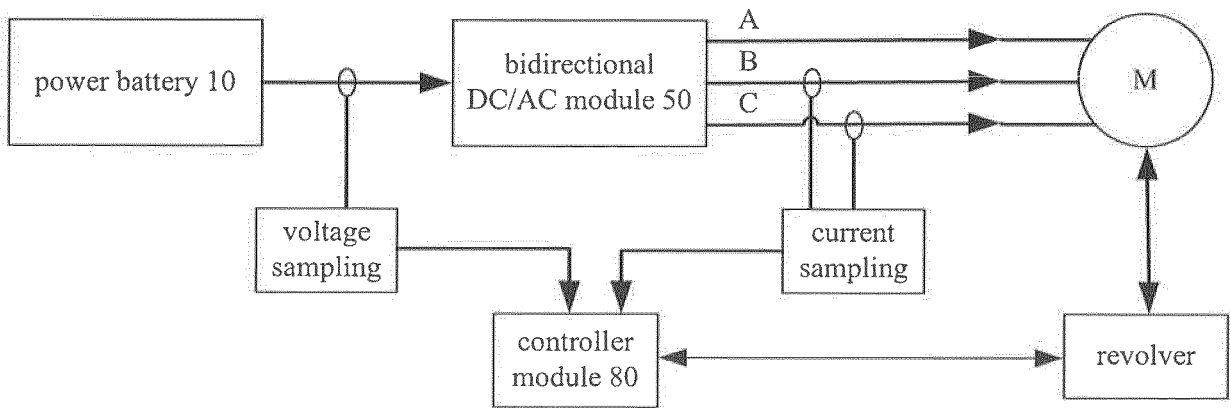 A
power battery 10
bidirectional
DC/AC module 50
B
C
M
voltage
sampling
current
sampling
controller
module 80
revolver